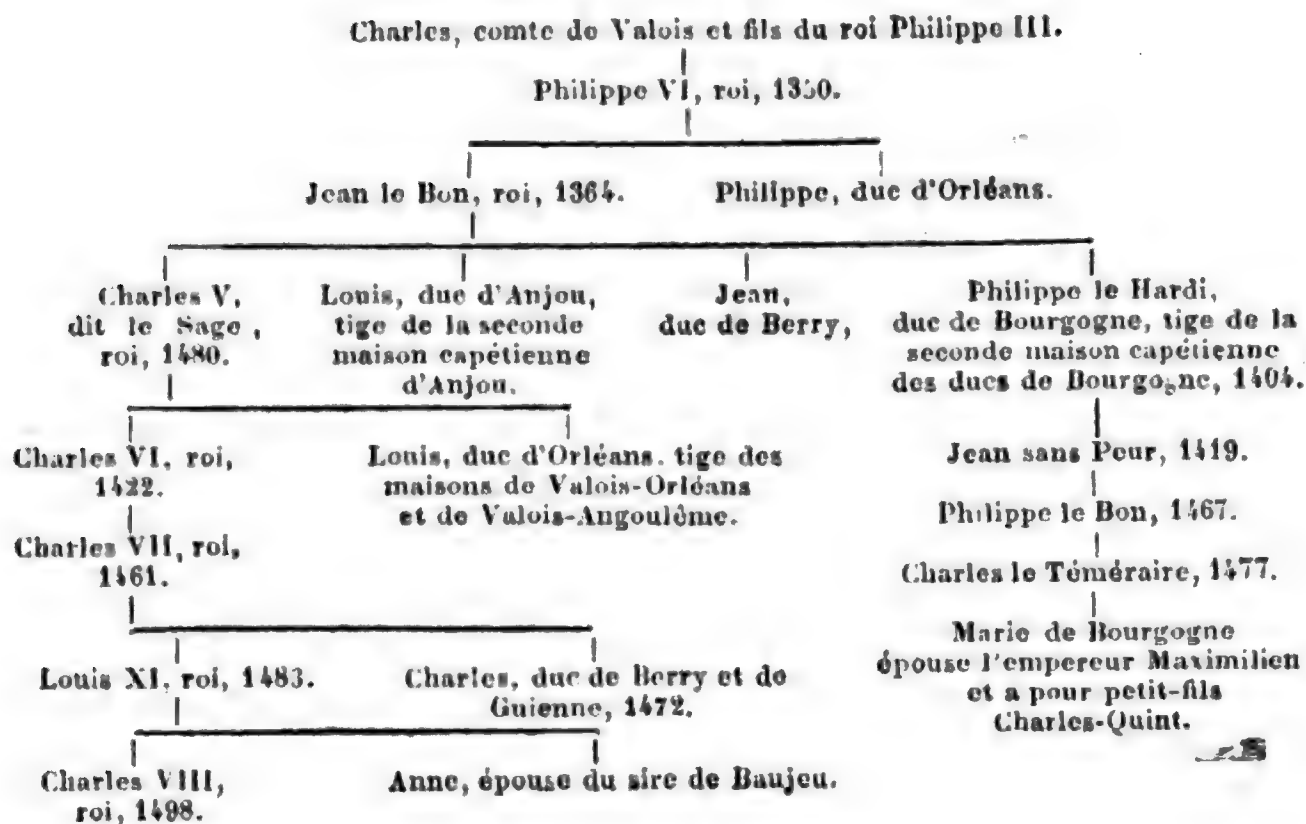 Charles, comte de Valois et fils du roi Philippe III.
Philippe VI, roi, 1350.
Jean le Bon, roi, 1364.
Philippe, duc d'Orléans.
Charles V,
dit le Sage,
roi, 1480.
Louis, duc d'Anjou,
tige de la seconde
maison capétienne
d'Anjou.
Jean,
duc de Berry,
Philippe le Hardi,
duc de Bourgogne, tige de la
seconde maison capétienne
des ducs de Bourgogne, 1404.
Charles VI, roi,
1422.
Louis, duc d'Orléans. tige des
maisons de Valois-Orléans
et de Valois-Angoulême.
Jean sans Peur, 1419.
Philippe le Bon, 1467.
Charles VII, roi,
1461.
Charles le Téméraire, 1477.
Marie de Bourgogne
épouse l'empereur Maximilien
et a pour petit-fils
Charles-Quint.
Louis XI, roi, 1483.
Charles, duc de Berry et de
Guienne, 1472.
Charles VIII,
roi, 1498.
Anne, épouse du sire de Baujeu.